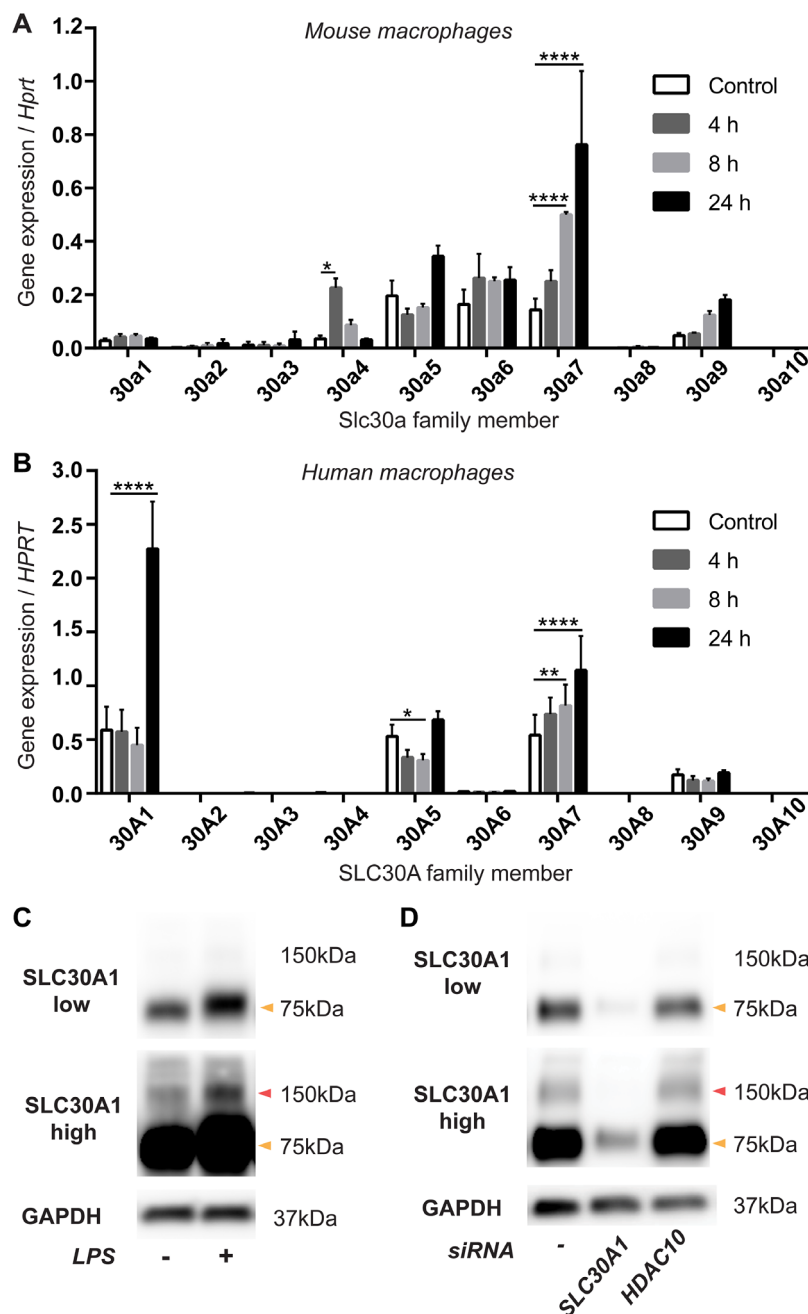 A
Mouse macrophages
Gene expression / Hprt
1.2
1.0
0.8
0.6
0.4
0.2
0.0
*
****
****
Control
4 h
8 h
24 h
30a1 30a2 30a3 30a4 30a5 30a6 30a7 30a8 30a9 30a10
Slc30a family member
B
Human macrophages
Gene expression / HPRT
3.0
2.5
2.0
1.5
1.0
0.5
0.0
****
*
**
****
Control
4 h
8 h
24 h
30A1 30A2 30A3 30A4 30A5 30A6 30A7 30A8 30A9 30A10
SLC30A family member
C
SLC30A1
low
150kDa
75kDa
SLC30A1
high
150kDa
75kDa
GAPDH
37kDa
LPS - +
D
SLC30A1
low
150kDa
75kDa
SLC30A1
high
150kDa
75kDa
GAPDH
37kDa
siRNA - SLC30A1 HDAC10